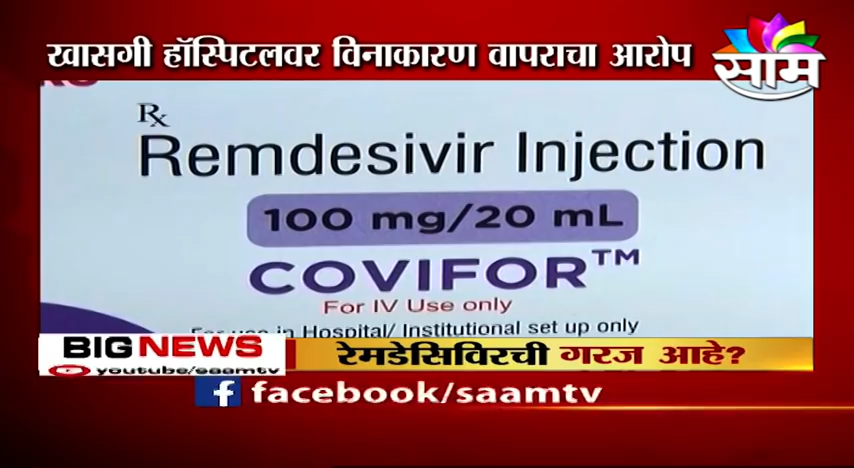 खासगी हॉस्पिटलवर विनाकारण वापराचा आरोप
साम
Rx
Remdesivir Injection
100 mg/20 mL
COVIFOR™
For IV Use only
For use in Hospital/ Institutional set up only
BIG NEWS
रेमडेसिविरची गरज आहे?
youtube/saamtv
facebook/saamtv